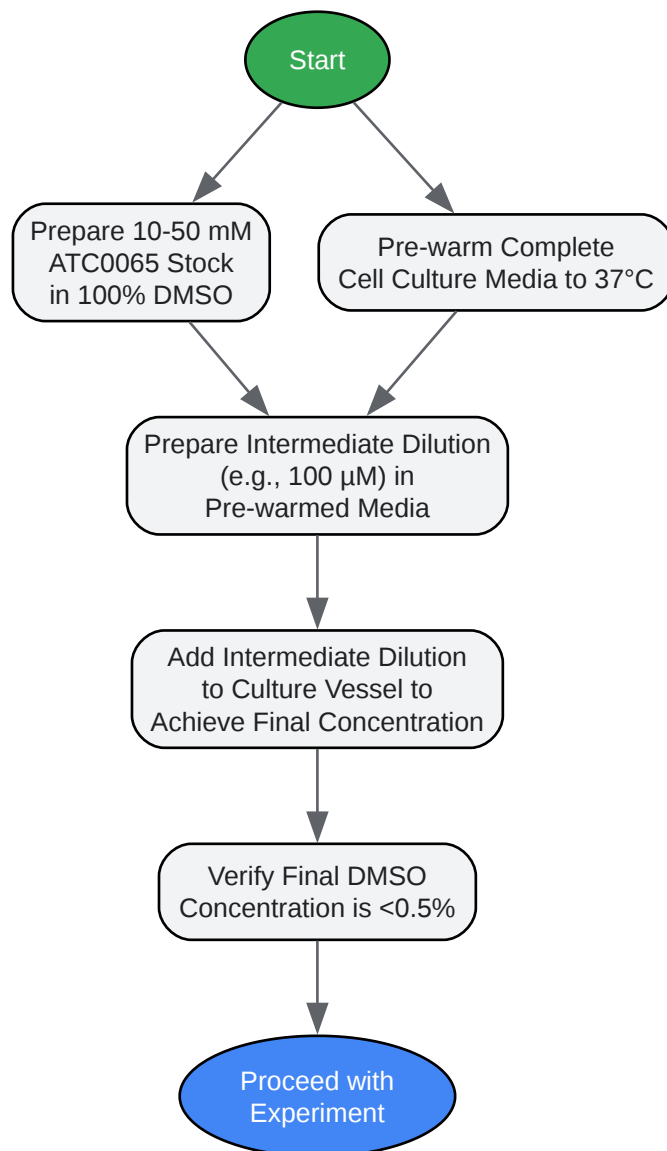 Start
Prepare 10-50 mM
ATC0065 Stock
in 100% DMSO
Pre-warm Complete
Cell Culture Media to 37°C
Prepare Intermediate Dilution
(e.g., 100 µM) in
Pre-warmed Media
Add Intermediate Dilution
to Culture Vessel to
Achieve Final Concentration
Verify Final DMSO
Concentration is <0.5%
Proceed with
Experiment